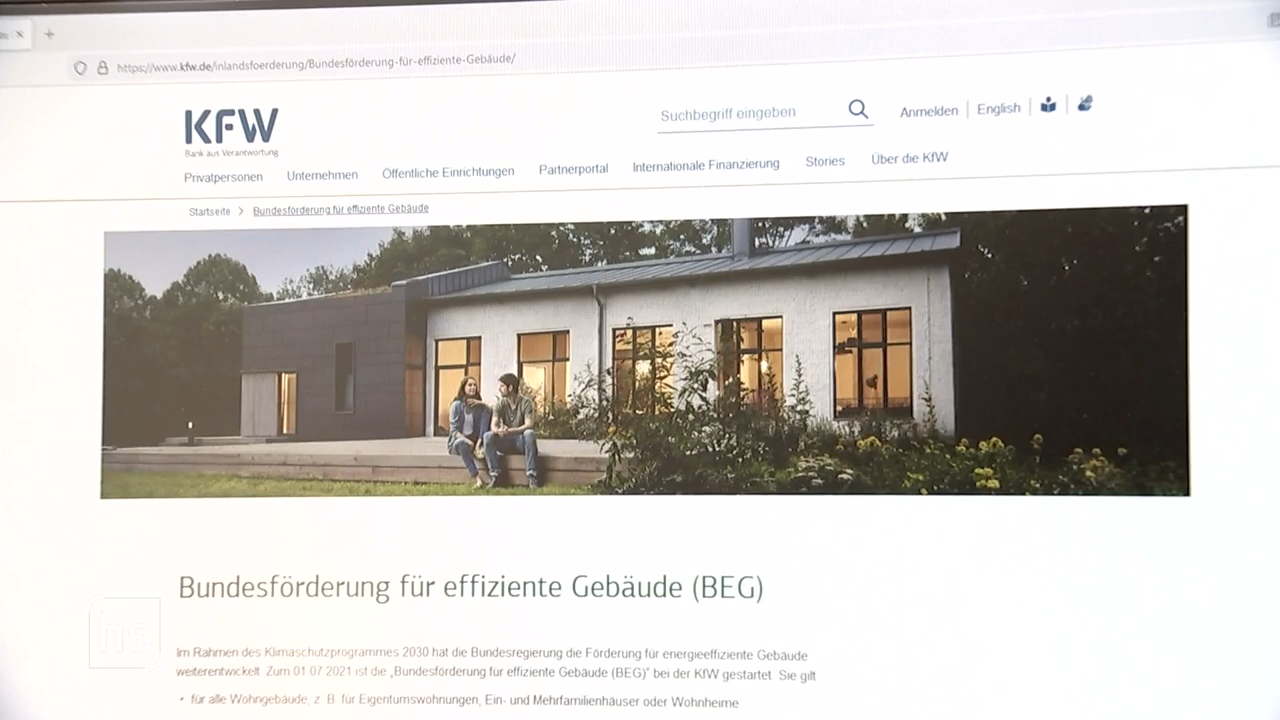 https://www.kfw.de/inlandsfoerderung/Bundesförderung-für-effiziente-Gebäude/
KFW
Bank aus Verantwortung
Suchbegriff eingeben
Anmelden
English
Privatpersonen
Unternehmen
Öffentliche Einrichtungen
Partnerportal
Internationale Finanzierung
Stories
Über die KfW
Startseite > Bundesförderung für effiziente Gebäude
Bundesförderung für effiziente Gebäude (BEG)
Im Rahmen des Klimaschutzprogrammes 2030 hat die Bundesregierung die Förderung für energieeffiziente Gebäude
weiterentwickelt. Zum 01.07.2021 ist die „Bundesförderung für effiziente Gebäude (BEG)“ bei der KfW gestartet. Sie gilt
• für alle Wohngebäude, z. B. für Eigentumswohnungen, Ein- und Mehrfamilienhäuser oder Wohnheime